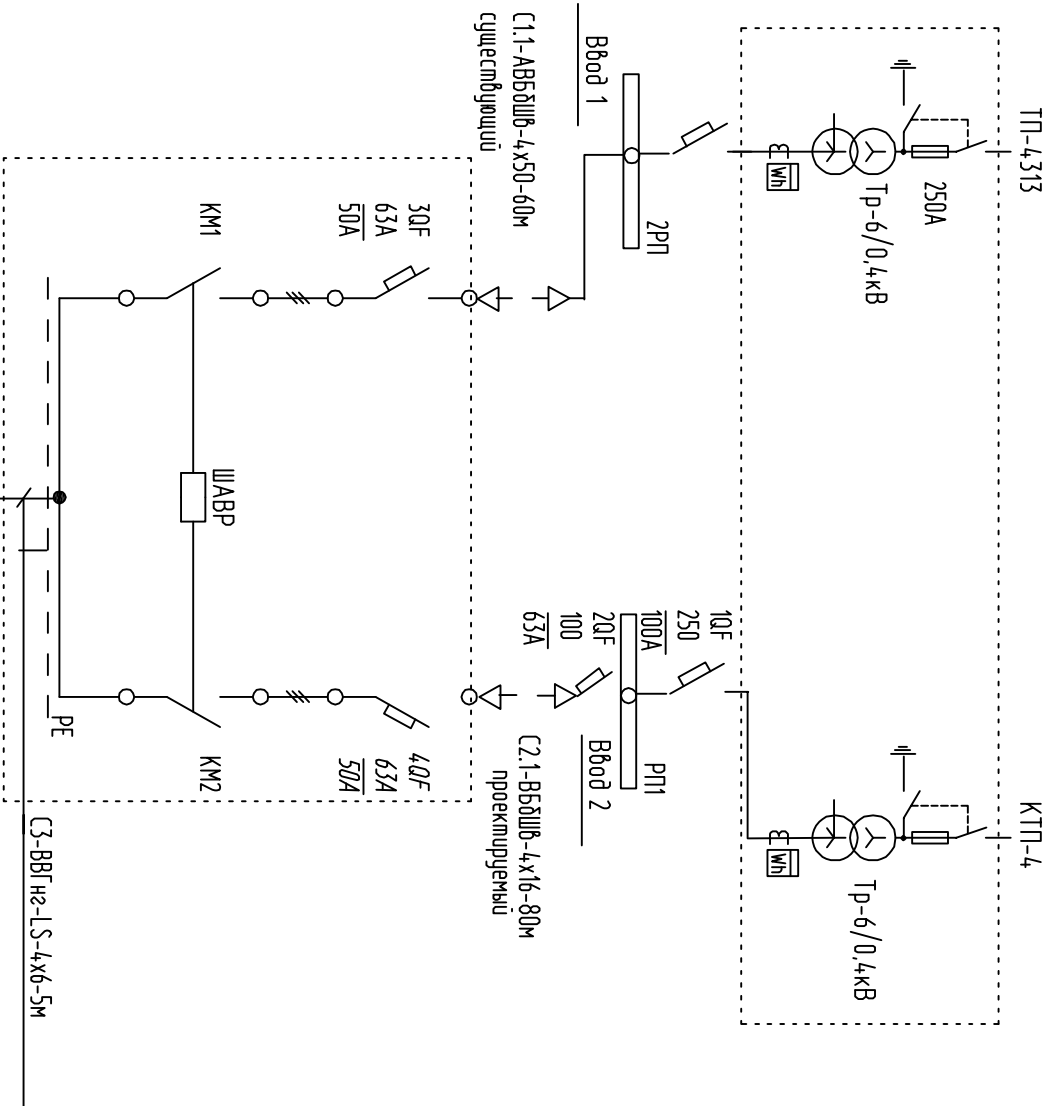 ТП-4313
250А
Тр-6/0,4кВ
Wh
КТП-4
Тр-6/0,4кВ
Wh
Ввод 1
2РП
С1.1-АВБбШв-4х50-60м
существующий
1QF
250
100А
РП1
2QF
100
63А
Ввод 2
С2.1-ВБбШв-4х16-80м
проектируемый
3QF
63А
50А
4QF
63А
50А
КМ1
ШАВР
КМ2
РЕ
С3-ВВГнг-LS-4х6-5м